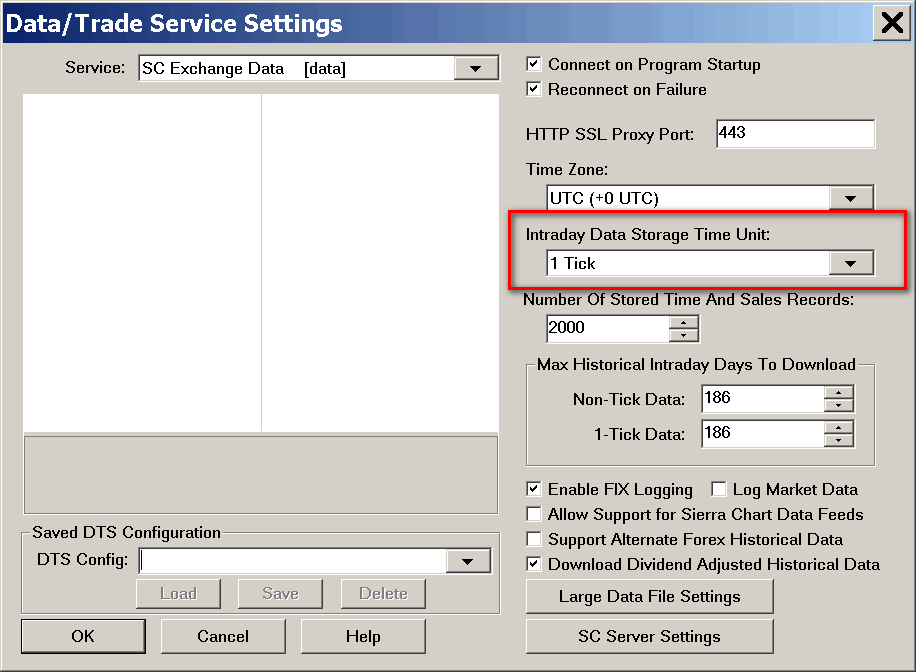 Data/Trade Service Settings
Service: SC Exchange Data [data]
Connect on Program Startup
Reconnect on Failure
HTTP SSL Proxy Port: 443
Time Zone:
UTC (+0 UTC)
Intraday Data Storage Time Unit:
1 Tick
Number Of Stored Time And Sales Records:
2000
Max Historical Intraday Days To Download
Non-Tick Data: 186
1-Tick Data: 186
Enable FIX Logging Log Market Data
Allow Support for Sierra Chart Data Feeds
Support Alternate Forex Historical Data
Download Dividend Adjusted Historical Data
Saved DTS Configuration
DTS Config:
Load Save Delete
Large Data File Settings
OK Cancel Help
SC Server Settings